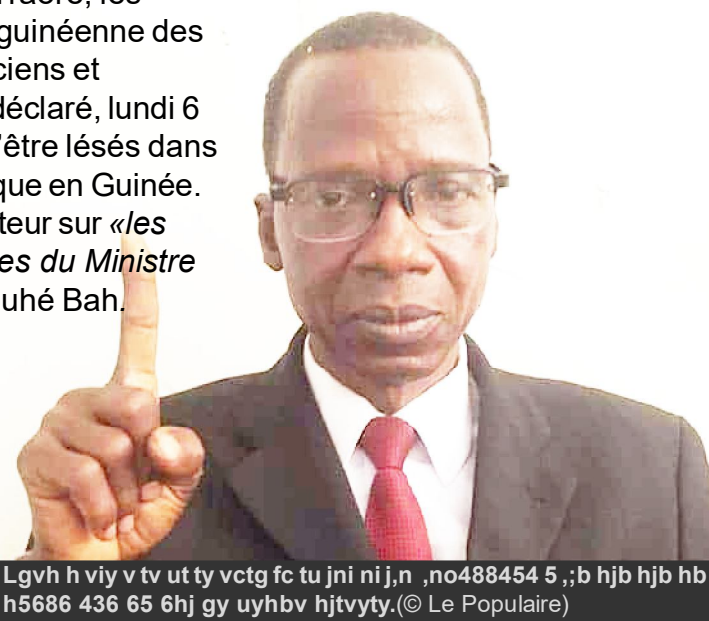 guinéenne des
ciens et
déclaré, lundi 6
'être lésés dans
que en Guinée.
teur sur «les
es du Ministre
uhé Bah.
Lgvh h viy v tv ut ty vctg fc tu jni ni j,n ,no488454 5 ,;b hjb hjb hb
h5686 436 65 6hj gy uyhbv hjtvyty.(© Le Populaire)